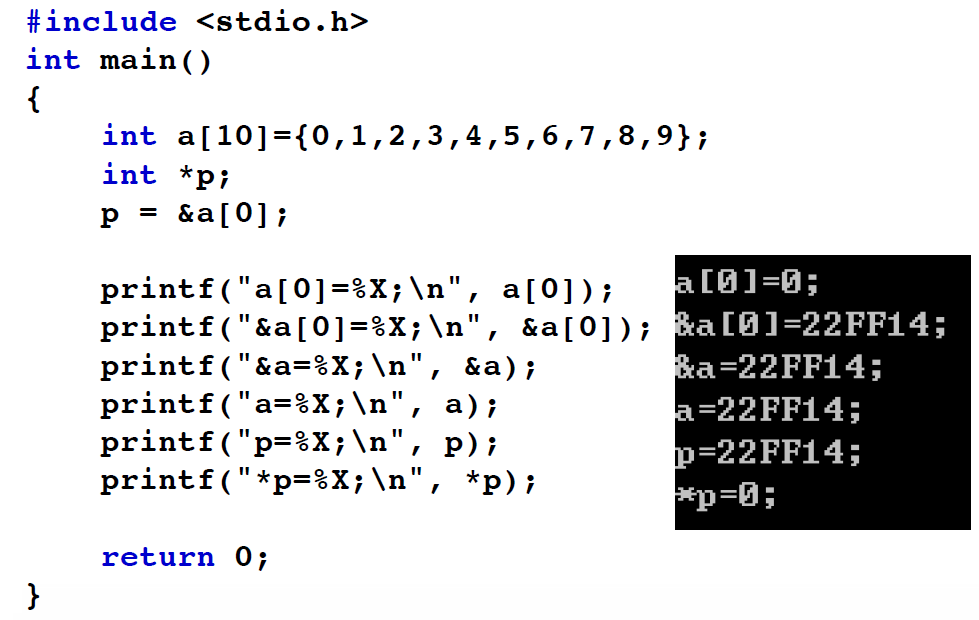 #include <stdio.h>
int main()
{
    int a[10]={0,1,2,3,4,5,6,7,8,9};
    int *p;
    p = &a[0];

    printf("a[0]=%X;\n", a[0]);
    printf("&a[0]=%X;\n", &a[0]);
    printf("&a=%X;\n", &a);
    printf("a=%X;\n", a);
    printf("p=%X;\n", p);
    printf("*p=%X;\n", *p);

    return 0;
}
a[0]=0;
&a[0]=22FF14;
&a=22FF14;
a=22FF14;
p=22FF14;
*p=0;